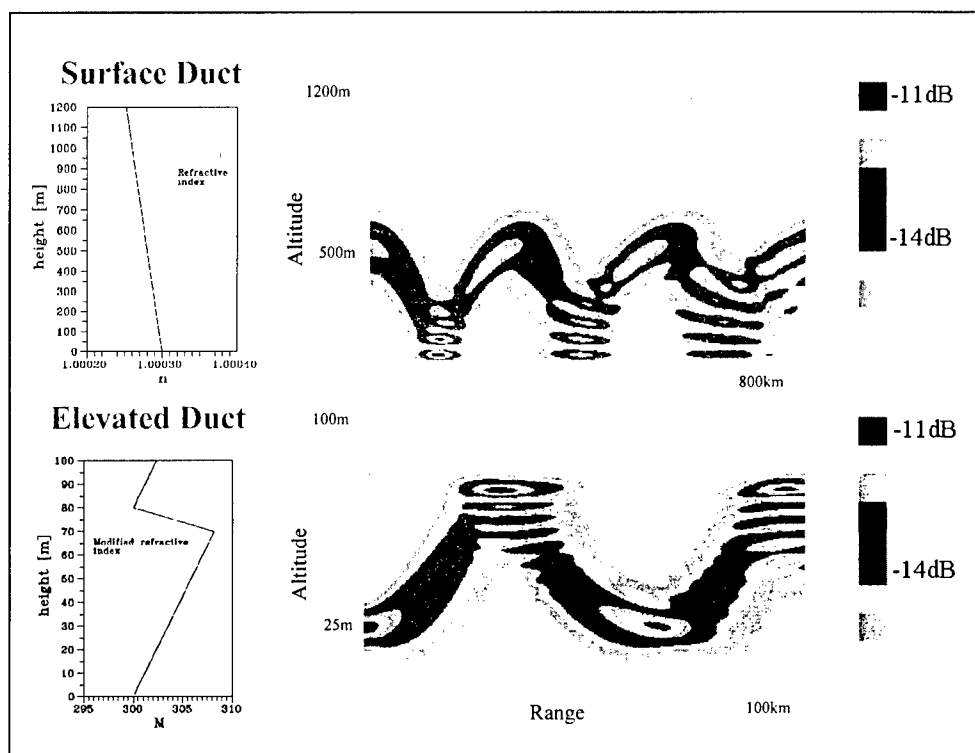 Surface Duct
1200
1100
1000
900
800
700
600
500
400
300
200
100
0
height [m]
Refractive
index
1.00020
1.00030
1.00040
n
1200m
Altitude
500m
800km
-11dB
-14dB
Elevated Duct
100
90
80
70
60
50
40
30
20
10
0
height [m]
Modified refractive
index
295
300
305
310
M
100m
Altitude
25m
Range
100km
-11dB
-14dB